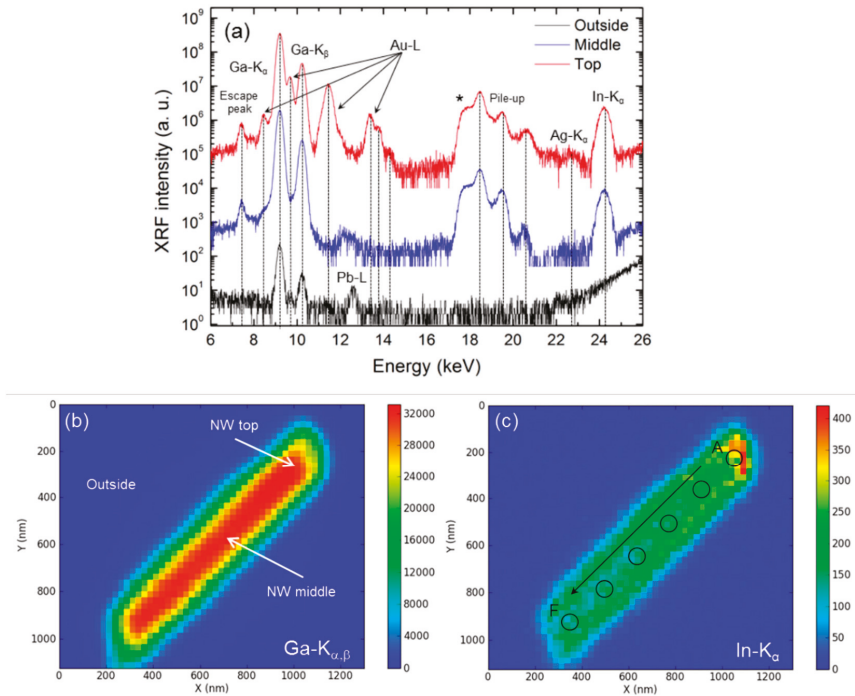 (a)
Outside
Middle
Top
Ga-Kα
Ga-Kβ
Au-L
Escape
peak
*
Pile-up
Ag-Kα
In-Kα
Pb-L
XRF intensity (a. u.)
10⁹
10⁸
10⁷
10⁶
10⁵
10⁴
10³
10²
10¹
10⁰
6 8 10 12 14 16 18 20 22 24 26
Energy (keV)
(b)
NW top
Outside
NW middle
Ga-Kα,β
Y (nm)
0
200
400
600
800
1000
0 200 400 600 800 1000 1200
X (nm)
32000
28000
24000
20000
16000
12000
8000
4000
0
(c)
A
F
In-Kα
Y (nm)
0
200
400
600
800
1000
0 200 400 600 800 1000 1200
X (nm)
400
350
300
250
200
150
100
50
0